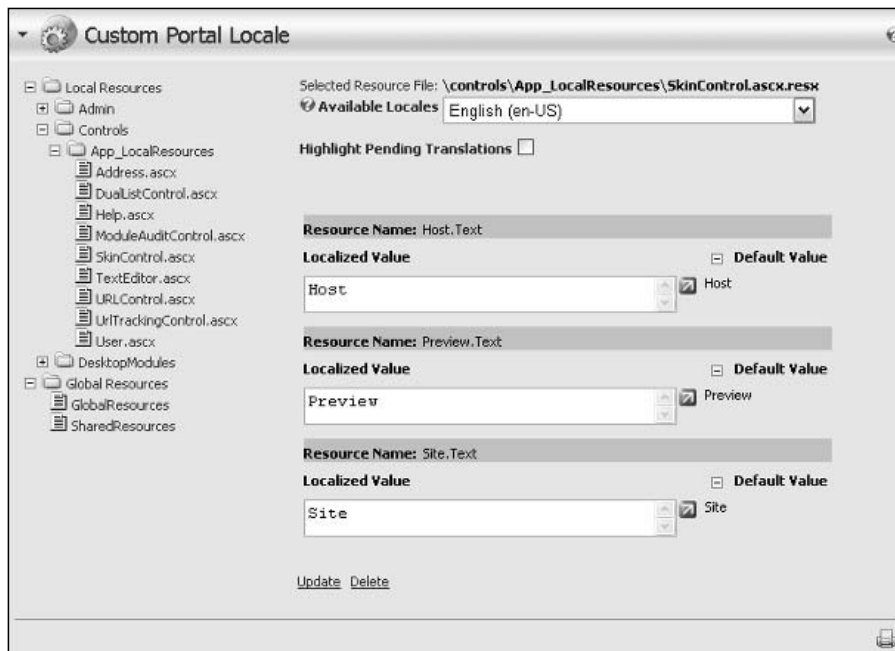 Custom Portal Locale
Local Resources
Admin
Controls
App_LocalResources
Address.ascx
DualListControl.ascx
Help.ascx
ModuleAuditControl.ascx
SkinControl.ascx
TextEditor.ascx
URLControl.ascx
UrlTrackingControl.ascx
User.ascx
DesktopModules
Global Resources
GlobalResources
SharedResources
Selected Resource File: \controls\App_LocalResources\SkinControl.ascx.resx
Available Locales English (en-US)
Highlight Pending Translations
Resource Name: Host.Text
Localized Value Default Value
Host Host
Resource Name: Preview.Text
Localized Value Default Value
Preview Preview
Resource Name: Site.Text
Localized Value Default Value
Site Site
Update Delete